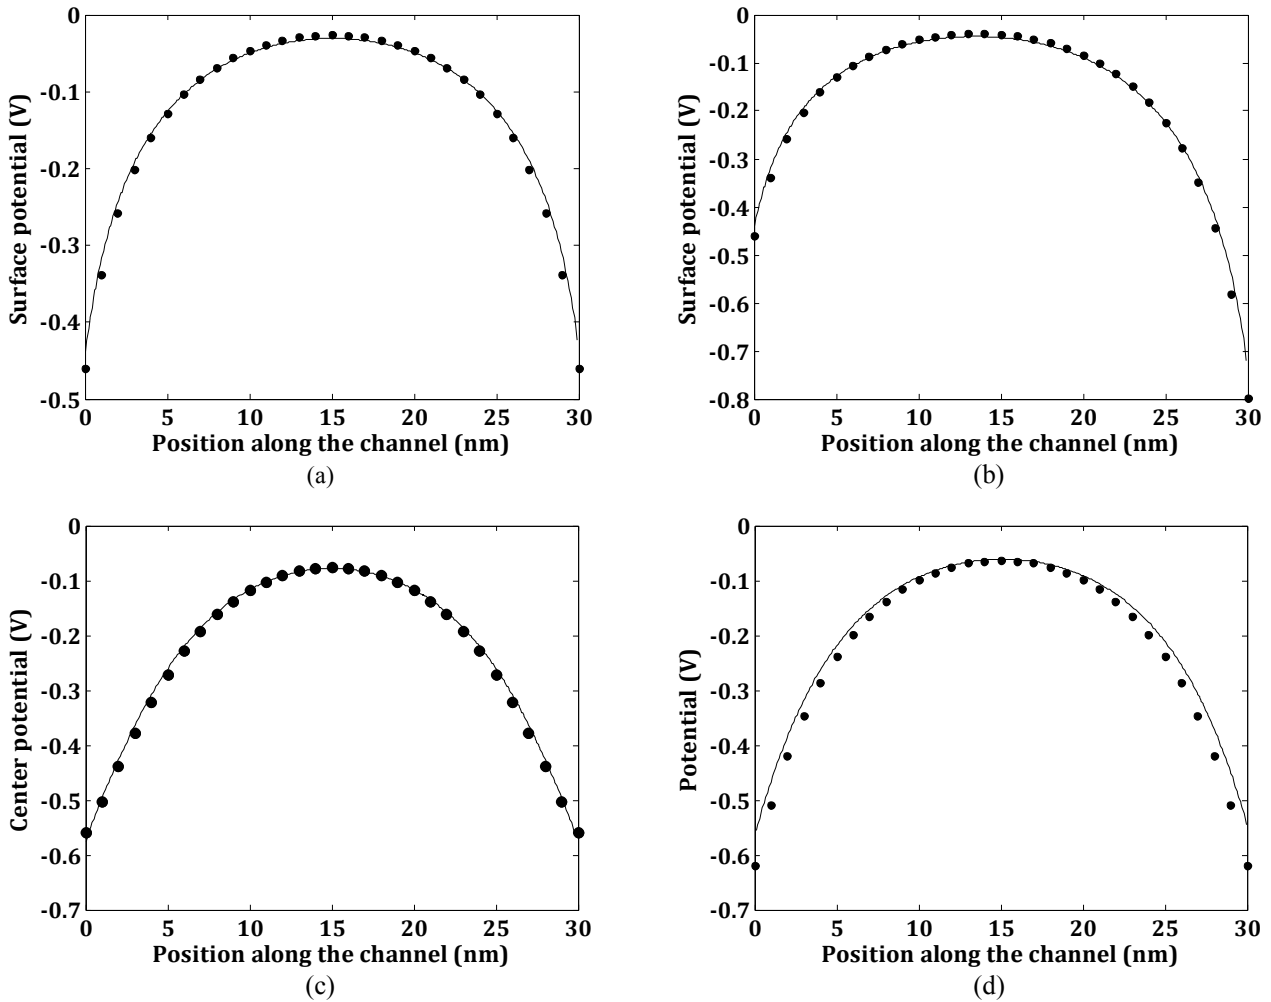 0
-0.1
-0.2
-0.3
-0.4
-0.5
Surface potential (V)
0 5 10 15 20 25 30
Position along the channel (nm)
(a)
0
-0.1
-0.2
-0.3
-0.4
-0.5
-0.6
-0.7
-0.8
Surface potential (V)
0 5 10 15 20 25 30
Position along the channel (nm)
(b)
0
-0.1
-0.2
-0.3
-0.4
-0.5
-0.6
-0.7
Center potential (V)
0 5 10 15 20 25 30
Position along the channel (nm)
(c)
0
-0.1
-0.2
-0.3
-0.4
-0.5
-0.6
-0.7
Potential (V)
0 5 10 15 20 25 30
Position along the channel (nm)
(d)